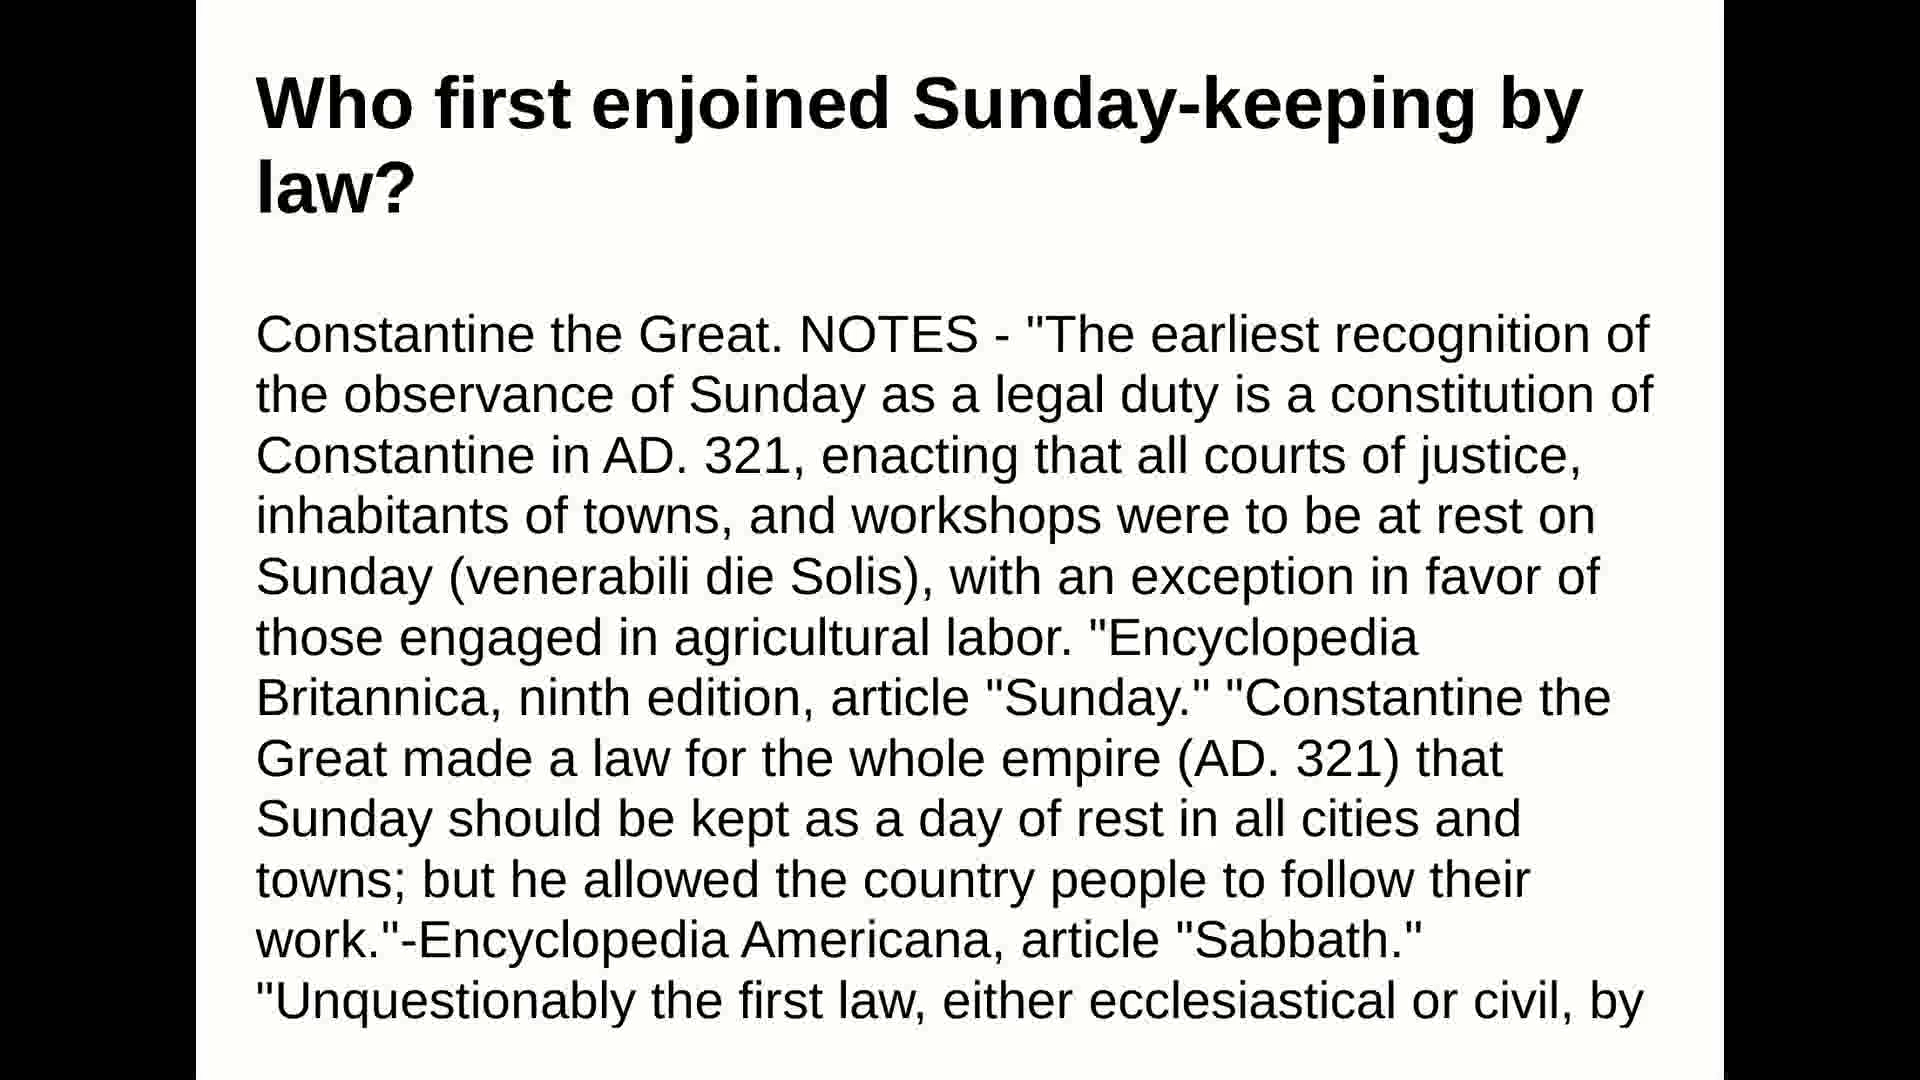 Who first enjoined Sunday-keeping by
law?
Constantine the Great. NOTES - "The earliest recognition of
the observance of Sunday as a legal duty is a constitution of
Constantine in AD. 321, enacting that all courts of justice,
inhabitants of towns, and workshops were to be at rest on
Sunday (venerabili die Solis), with an exception in favor of
those engaged in agricultural labor. "Encyclopedia
Britannica, ninth edition, article "Sunday." "Constantine the
Great made a law for the whole empire (AD. 321) that
Sunday should be kept as a day of rest in all cities and
towns; but he allowed the country people to follow their
work."-Encyclopedia Americana, article "Sabbath."
"Unquestionably the first law, either ecclesiastical or civil, by